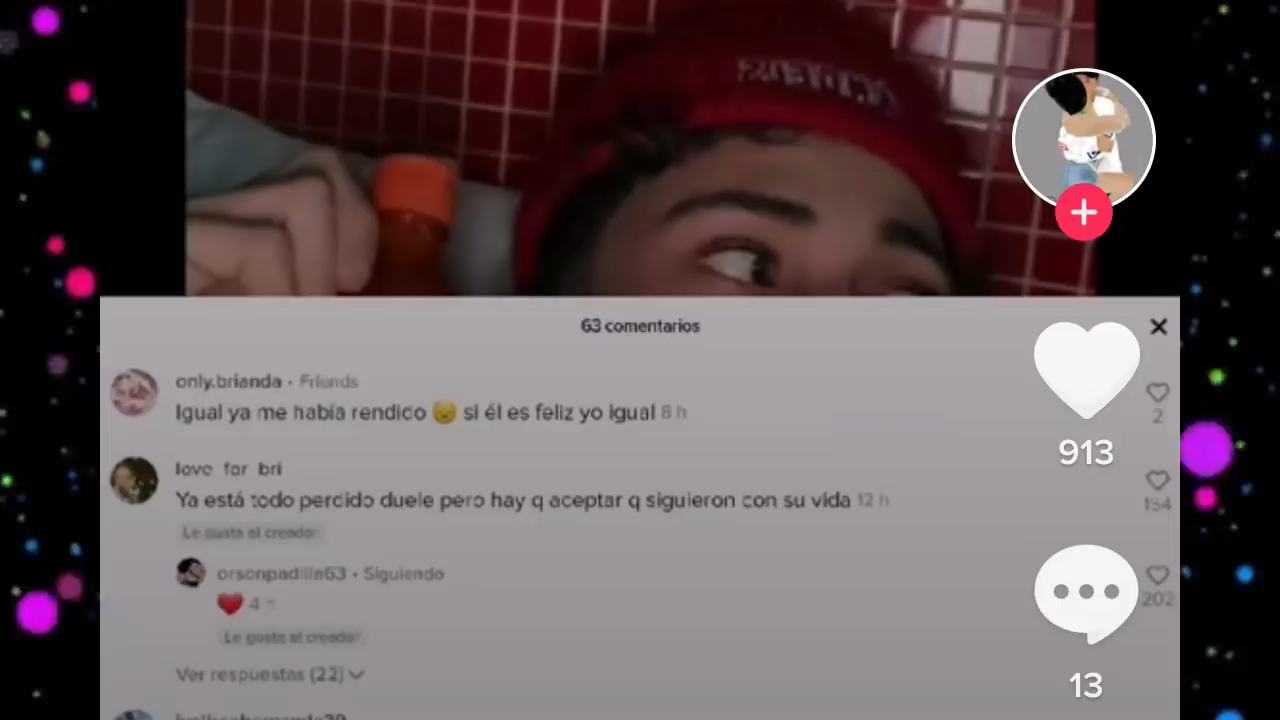 63 comentarios
only.brianda · Friends
Igual ya me había rendido 😔 si él es feliz yo igual 8 h
2
love_for_bri
Ya está todo perdido duele pero hay q aceptar q siguieron con su vida 12 h
154
Le gusta al creador
orsonpadilla63 · Siguiendo
❤️ 4 h
202
Le gusta al creador
Ver respuestas (22)
913
13